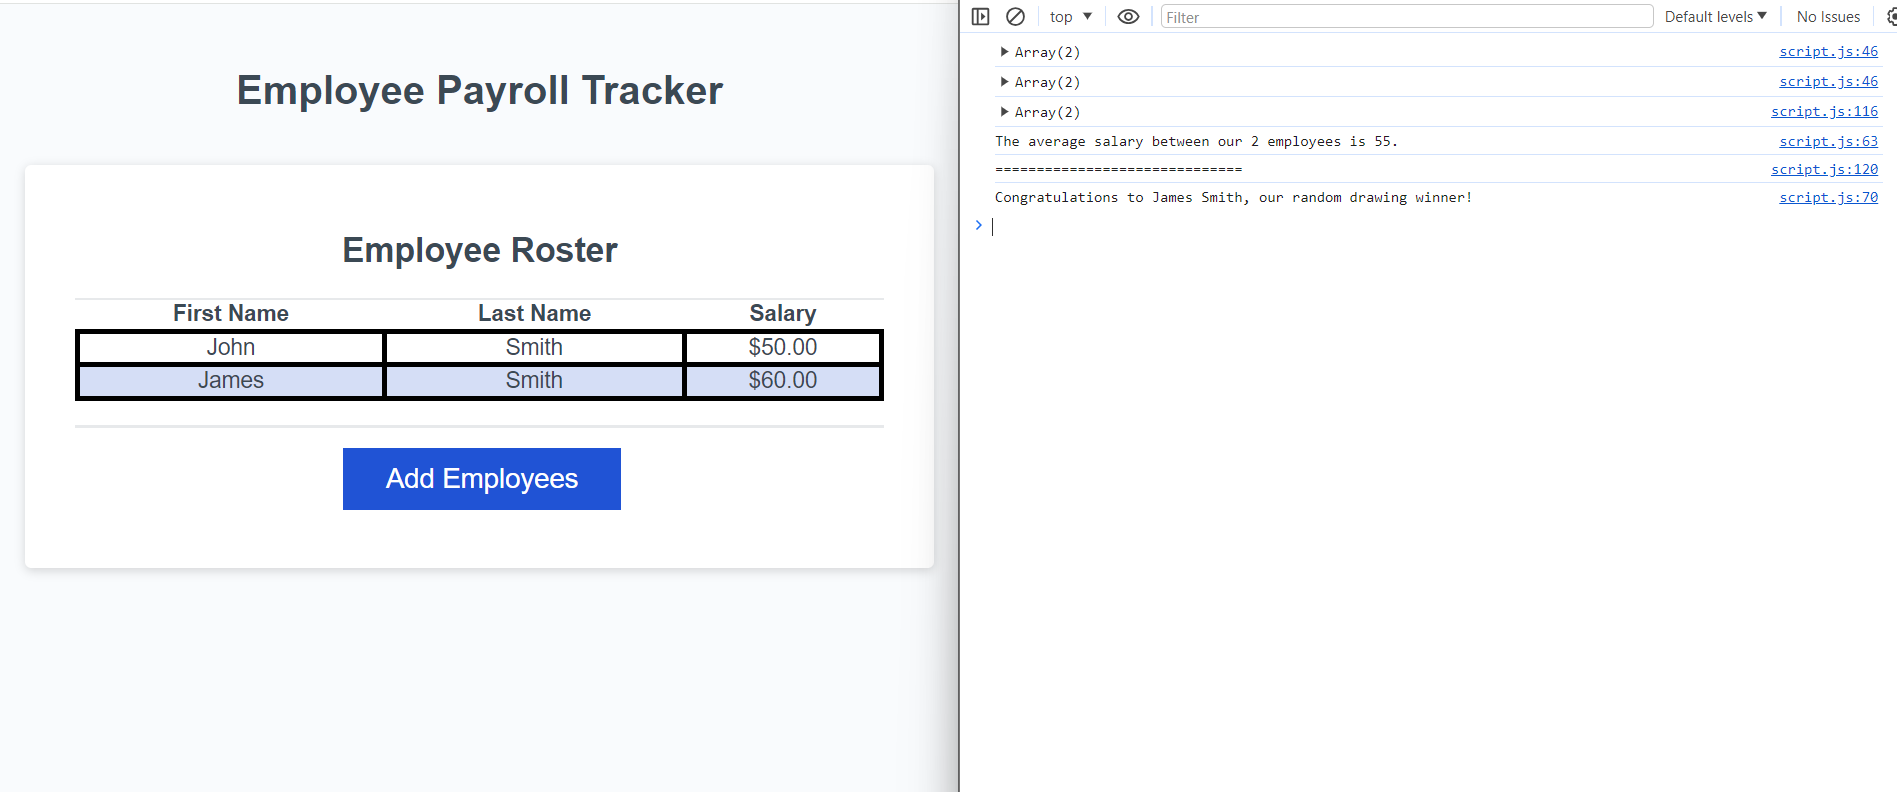 Employee Payroll Tracker
Employee Roster
First Name Last Name Salary
John Smith $50.00
James Smith $60.00
Add Employees
top Filter Default levels No Issues
Array(2) script.js:46
Array(2) script.js:46
Array(2) script.js:116
The average salary between our 2 employees is 55. script.js:63
============================== script.js:120
Congratulations to James Smith, our random drawing winner! script.js:70